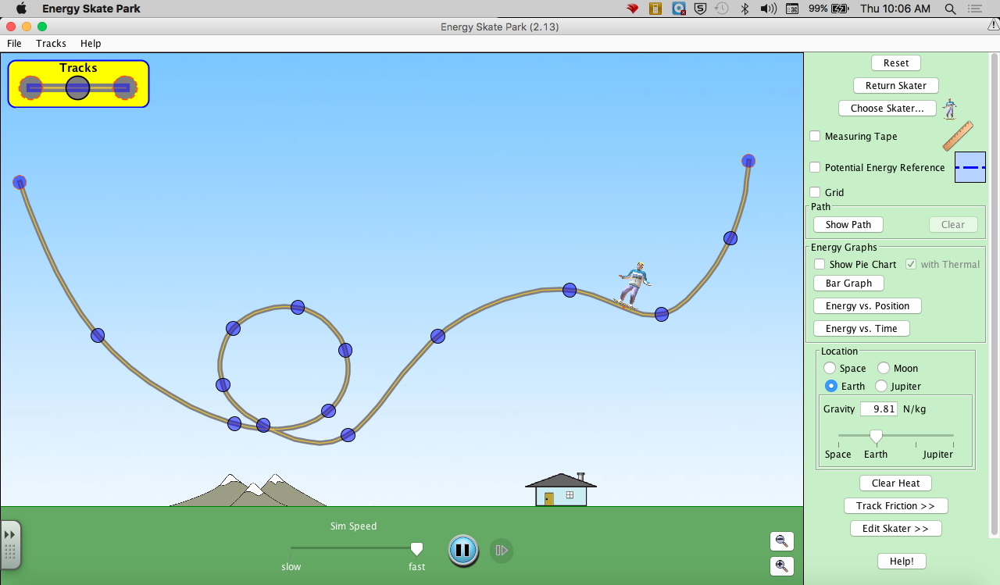 Energy Skate Park
99%
Thu 10:06 AM
Energy Skate Park (2.13)
File Tracks Help
Tracks
Reset
Return Skater
Choose Skater...
Measuring Tape
Potential Energy Reference
Grid
Path
Show Path Clear
Energy Graphs
Show Pie Chart with Thermal
Bar Graph
Energy vs. Position
Energy vs. Time
Location
Space Moon
Earth Jupiter
Gravity 9.81 N/kg
Space Earth Jupiter
Clear Heat
Track Friction >>
Edit Skater >>
Help!
Sim Speed
slow fast